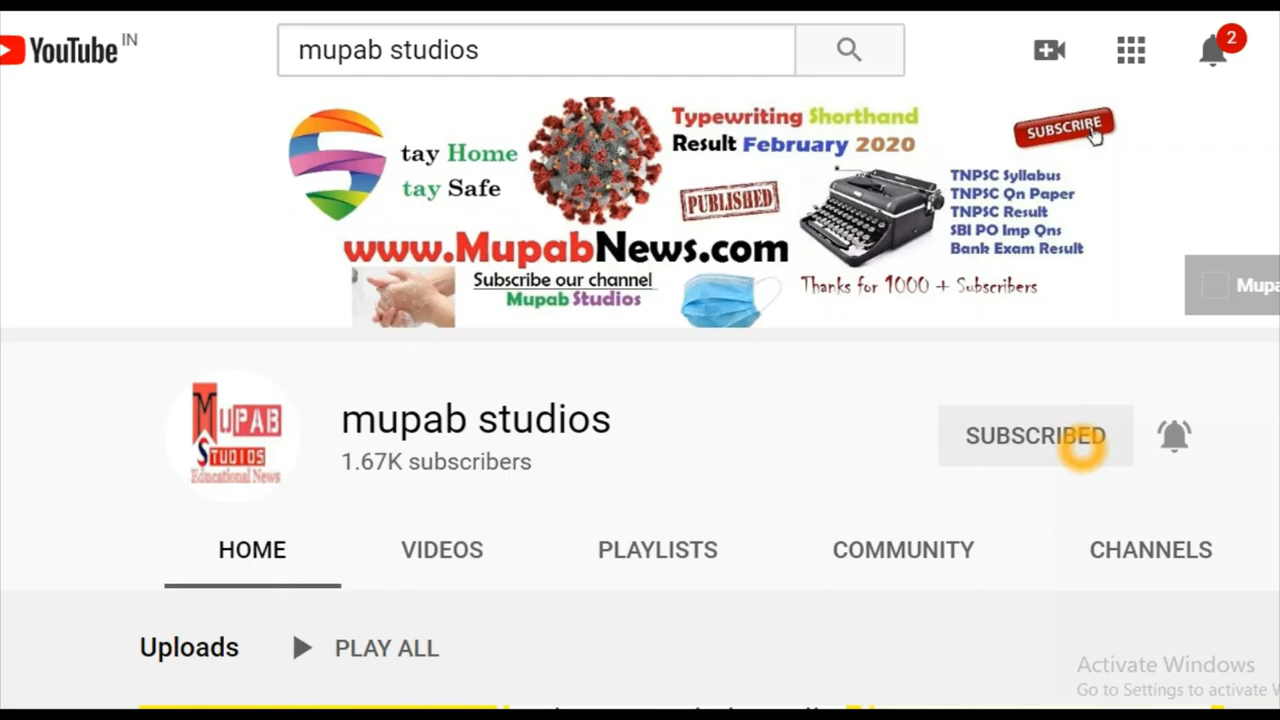 YouTube IN
mupab studios
2
tay Home
tay Safe
Typewriting Shorthand
Result February 2020
PUBLISHED
SUBSCRIBE
TNPSC Syllabus
TNPSC Qn Paper
TNPSC Result
SBI PO Imp Qns
Bank Exam Result
www.MupabNews.com
Subscribe our channel
Mupab Studios
Thanks for 1000 + Subscribers
Mupa
MUPAB
STUDIOS
Educational News
mupab studios
1.67K subscribers
SUBSCRIBED
HOME VIDEOS PLAYLISTS COMMUNITY CHANNELS
Uploads PLAY ALL
Activate Windows
Go to Settings to activate W